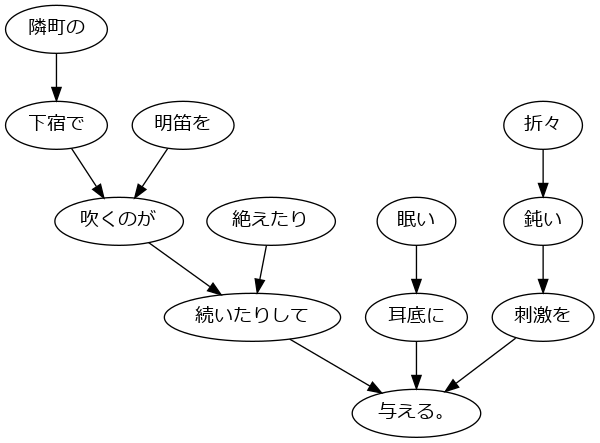 隣町の
下宿で
明笛を
折々
吹くのが
絶えたり
眠い
鈍い
続いたりして
耳底に
刺激を
与える。